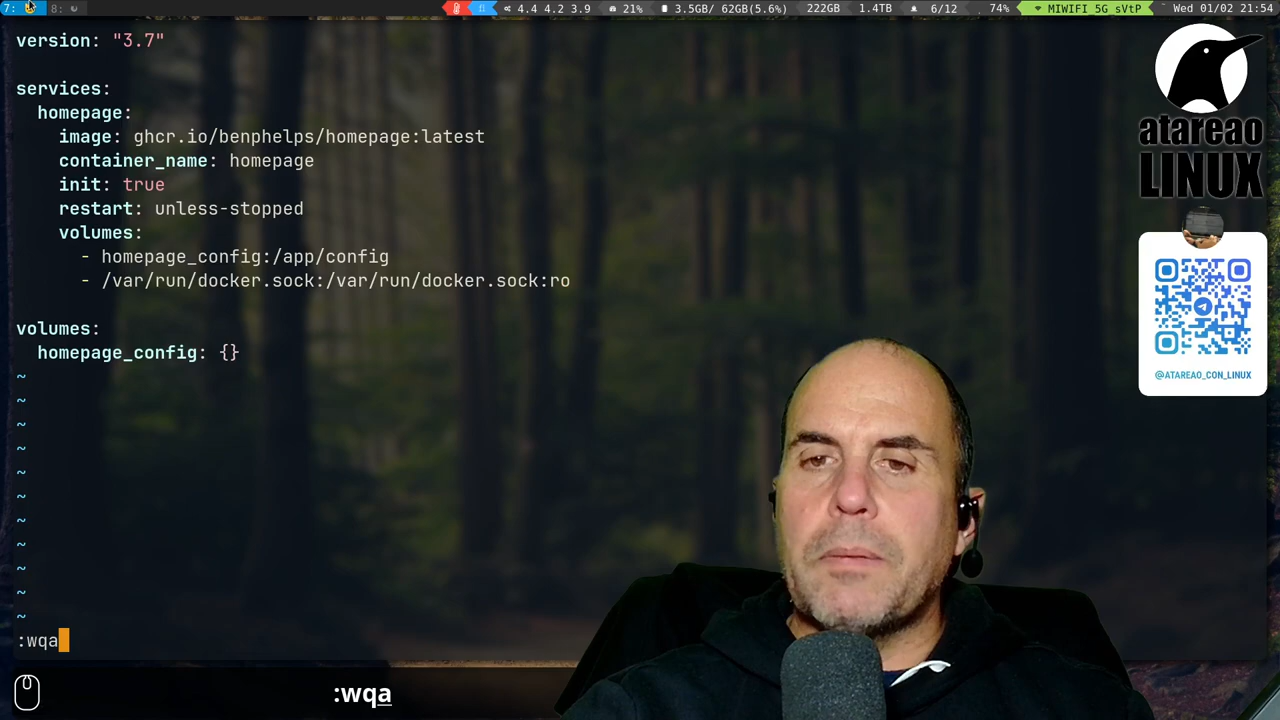 7:
8:
4.4 4.2 3.9
21%
3.5GB/ 62GB(5.6%)
222GB
1.4TB
6/12
74%
MIWIFI_5G_sVtP
Wed 01/02 21:54
version: "3.7"
services:
homepage:
image: ghcr.io/benphelps/homepage:latest
container_name: homepage
init: true
restart: unless-stopped
volumes:
- homepage_config:/app/config
- /var/run/docker.sock:/var/run/docker.sock:ro
volumes:
homepage_config: {}
~
~
~
~
~
~
~
~
~
~
~
:wqa
:wqa
atareao
LINUX
@ATAREAO_CON_LINUX